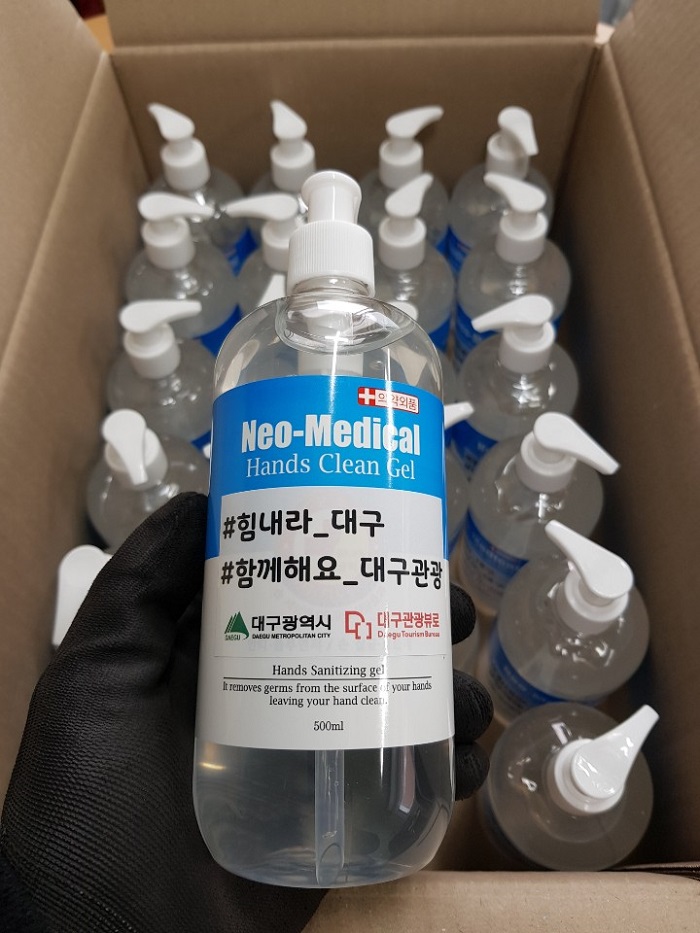 의약외품
Neo-Medical
Hands Clean Gel
#힘내라_대구
#함께해요_대구관광
DAEGU
대구광역시
DAEGU METROPOLITAN CITY
대구관광뷰로
Daegu Tourism Bureau
Hands Sanitizing gel
It removes germs from the surface of your hands
leaving your hand clean.
500ml